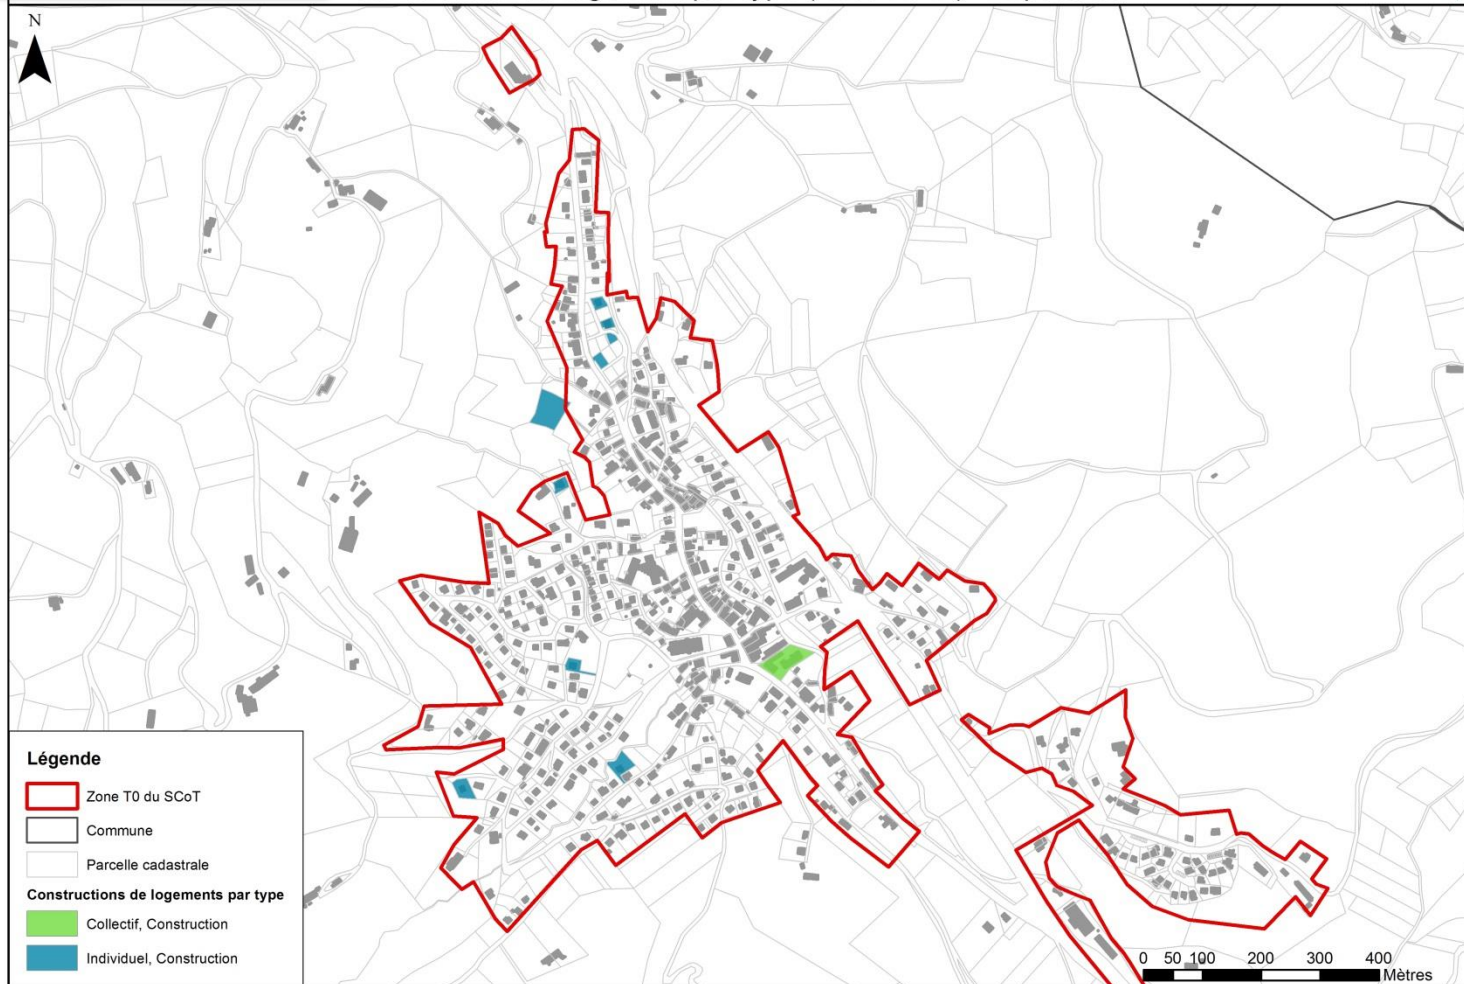 N
Légende
Zone T0 du SCoT
Commune
Parcelle cadastrale
Constructions de logements par type
Collectif, Construction
Individuel, Construction
0 50 100 200 300 400
Mètres